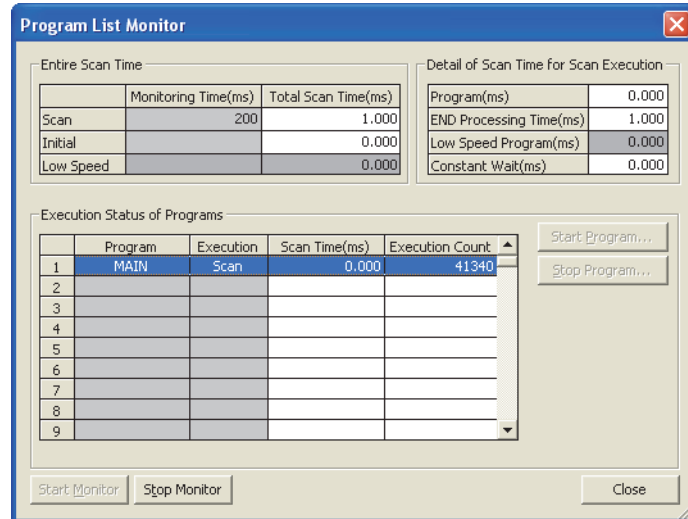 Program List Monitor
Entire Scan Time
Monitoring Time(ms) Total Scan Time(ms)
Scan 200 1.000
Initial 0.000
Low Speed 0.000
Detail of Scan Time for Scan Execution
Program(ms) 0.000
END Processing Time(ms) 1.000
Low Speed Program(ms) 0.000
Constant Wait(ms) 0.000
Execution Status of Programs
Program Execution Scan Time(ms) Execution Count
1 MAIN Scan 0.000 41340
2
3
4
5
6
7
8
9
Start Program...
Stop Program...
Start Monitor Stop Monitor Close